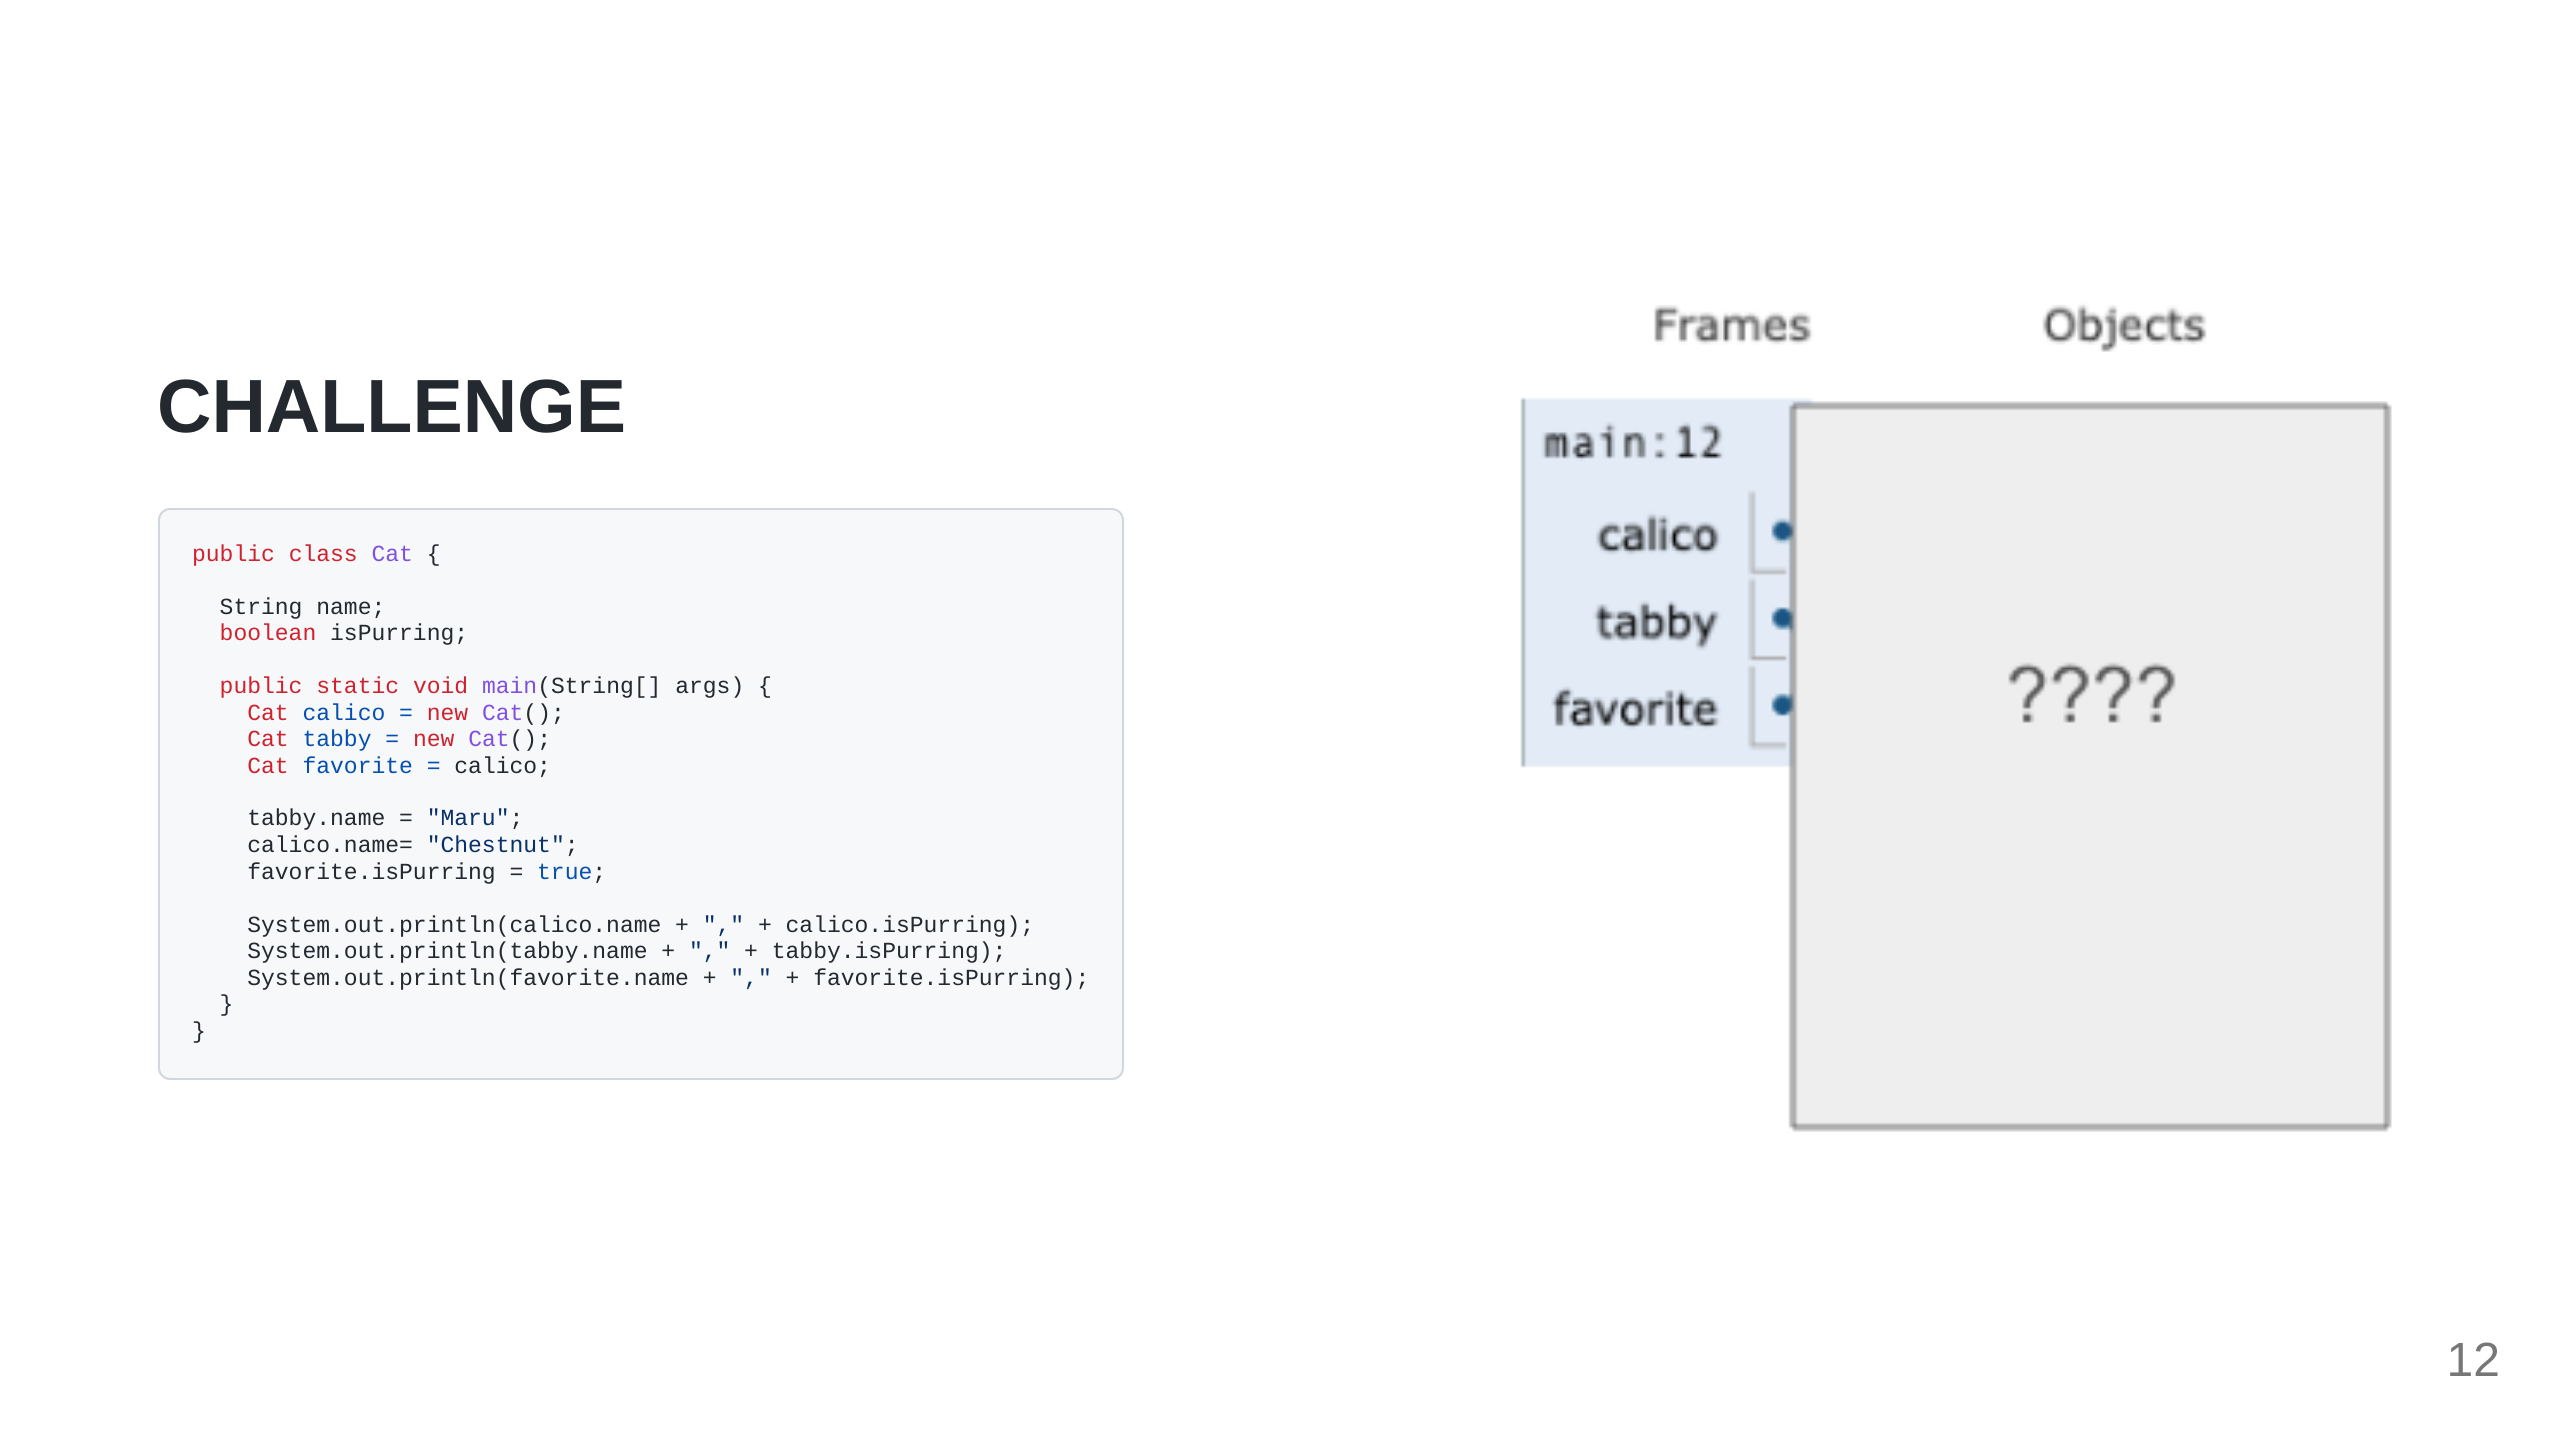 CHALLENGE
public class Cat {
String name;
boolean isPurring;
public static void main(String[] args) {
Cat calico = new Cat();
Cat tabby = new Cat();
Cat favorite = calico;
tabby.name = "Maru";
calico.name= "Chestnut";
favorite.isPurring = true;
System.out.println(calico.name + "," + calico.isPurring);
System.out.println(tabby.name + "," + tabby.isPurring);
System.out.println(favorite.name + "," + favorite.isPurring);
}
}
Frames Objects
main:12
calico
tabby
favorite
????
12